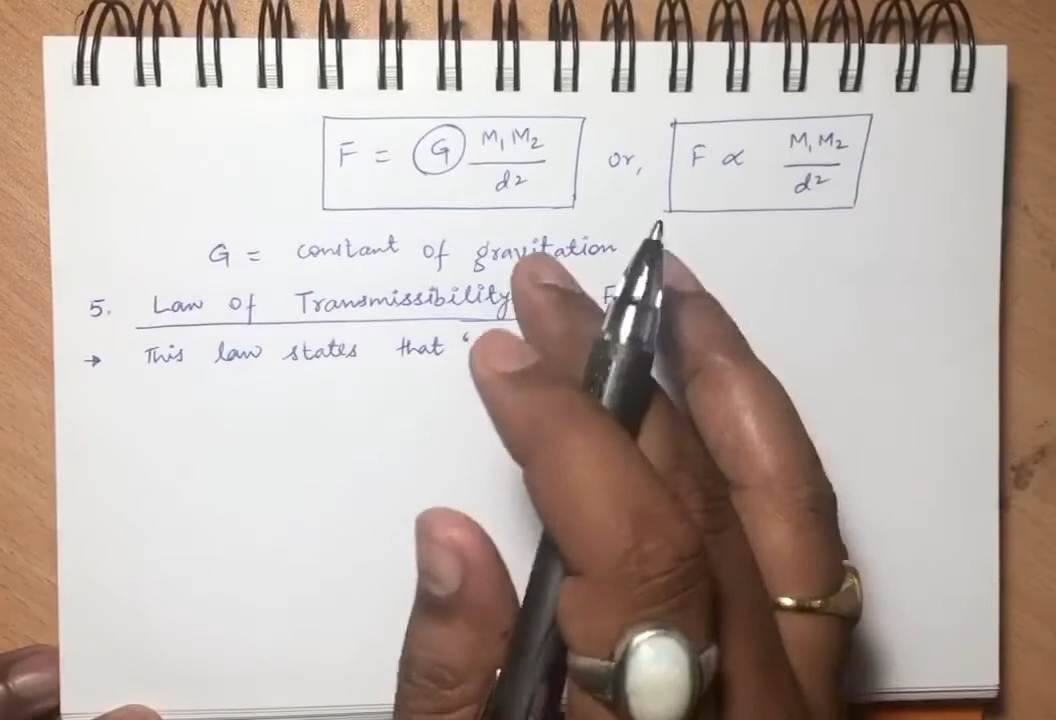 F = G M₁M₂/d² or, F ∝ M₁M₂/d²
G = constant of gravitation
5. Law of Transmissibility F
→ This law states that "